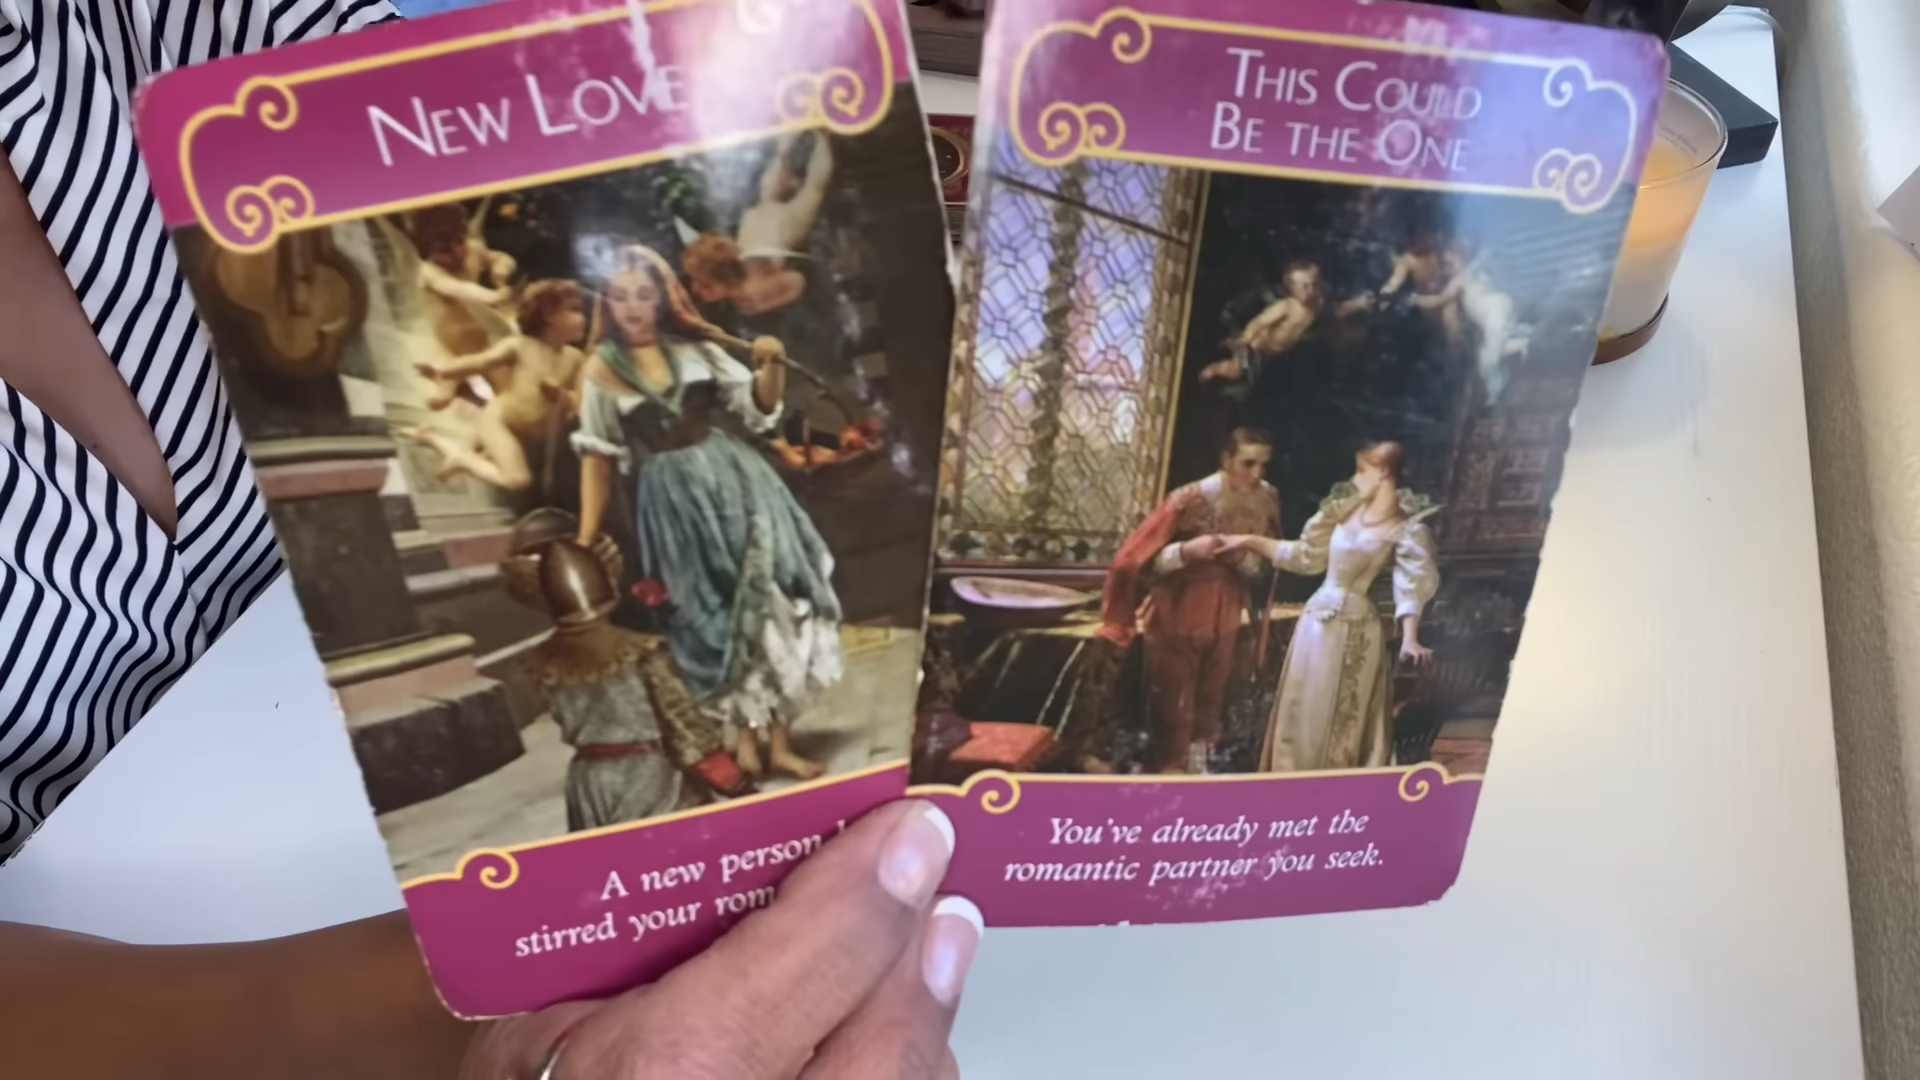 NEW LOVE
A new person
stirred your
THIS COULD
BE THE ONE
You've already met the
romantic partner you seek.